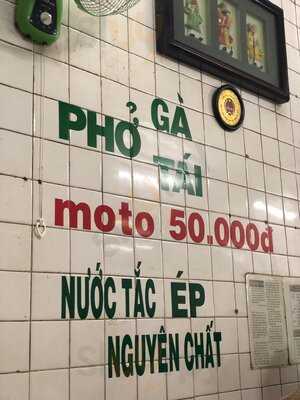 PHỞ GÀ
TÁI
moto 50.000đ
NƯỚC TẮC ÉP
NGUYÊN CHẤT